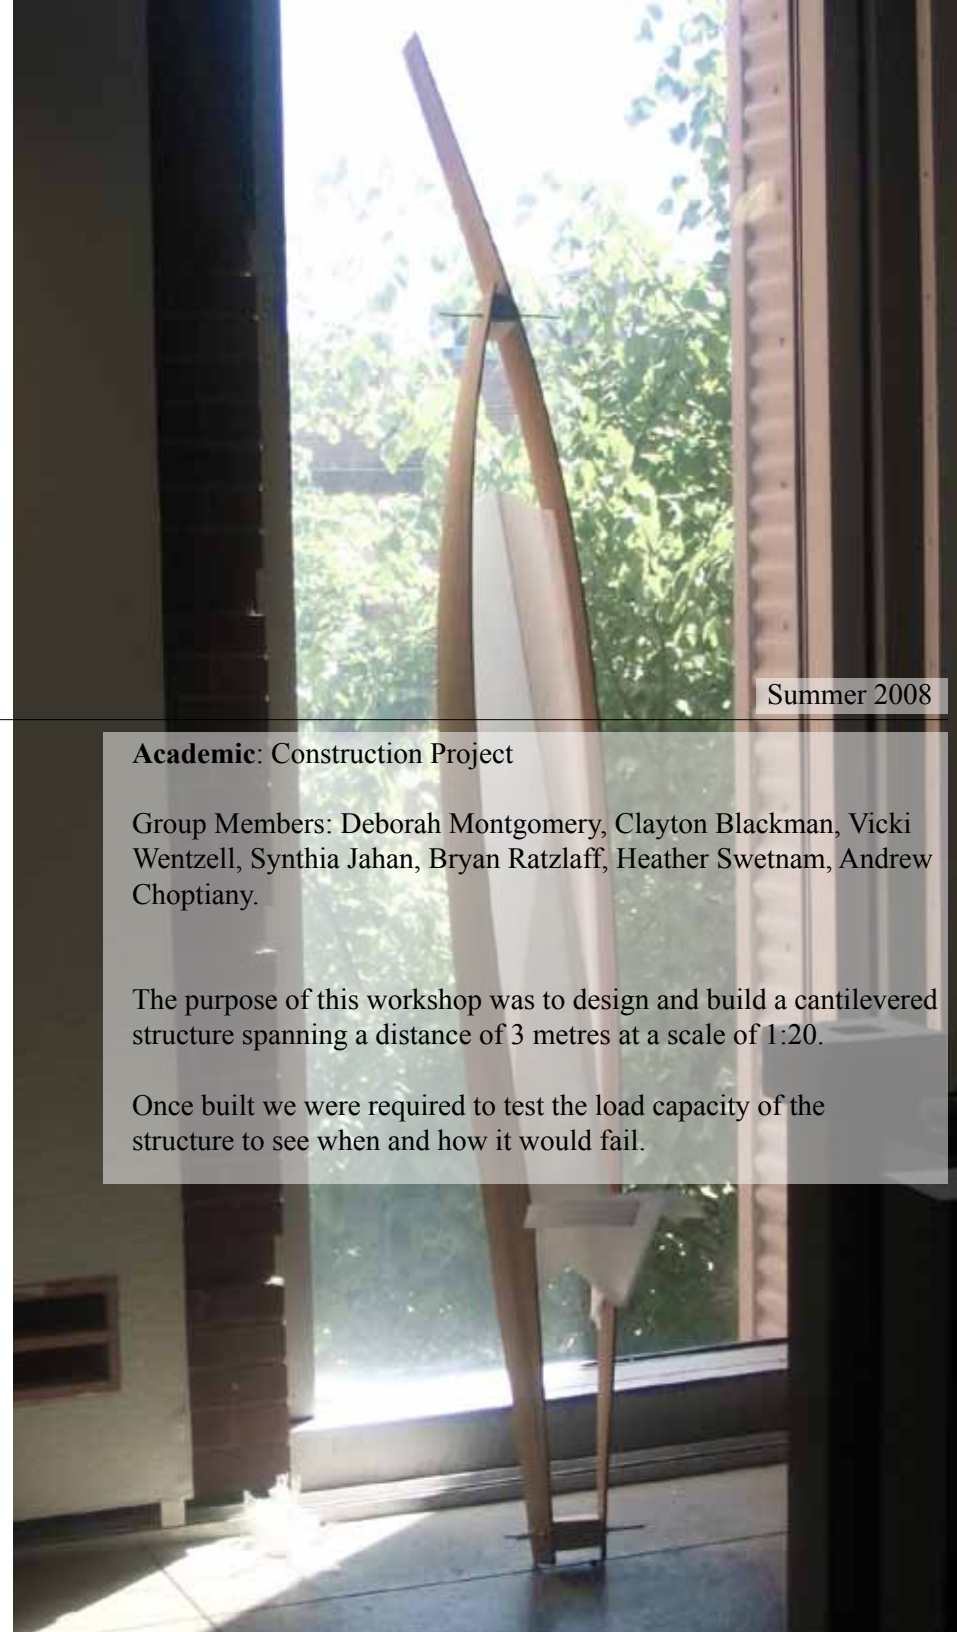 Summer 2008
Academic: Construction Project
Group Members: Deborah Montgomery, Clayton Blackman, Vicki
Wentzell, Synthia Jahan, Bryan Ratzlaff, Heather Swetnam, Andrew
Choptiany.
The purpose of this workshop was to design and build a cantilevered
structure spanning a distance of 3 metres at a scale of 1:20.
Once built we were required to test the load capacity of the
structure to see when and how it would fail.